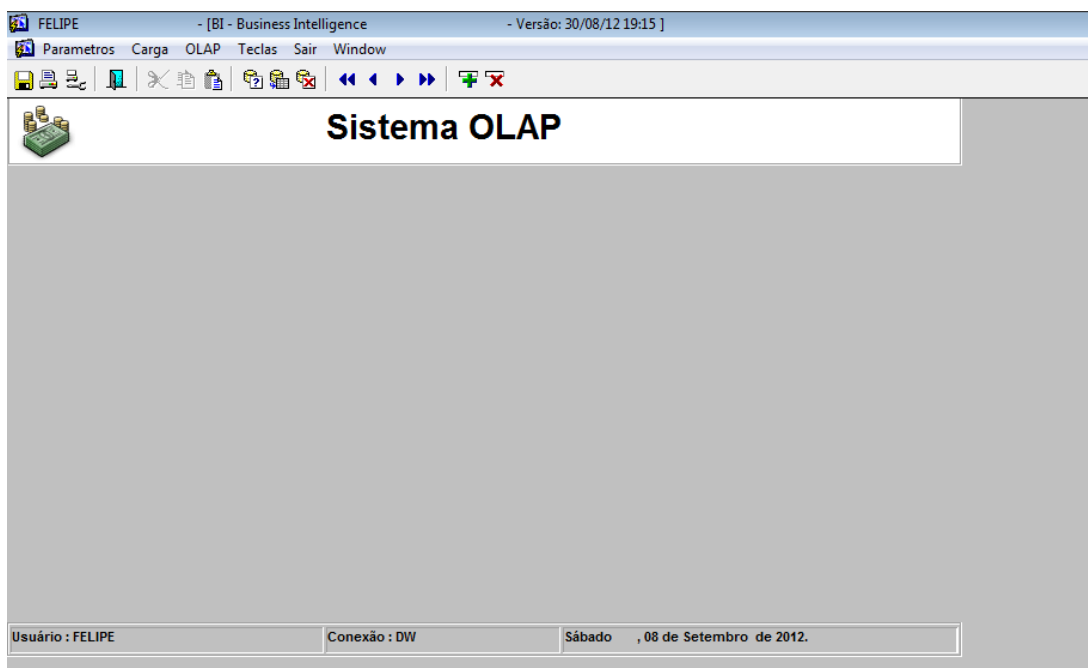 FELIPE - [BI - Business Intelligence - Versão: 30/08/12 19:15 ]
Parametros Carga OLAP Teclas Sair Window
Sistema OLAP
Usuário : FELIPE Conexão : DW Sábado , 08 de Setembro de 2012.